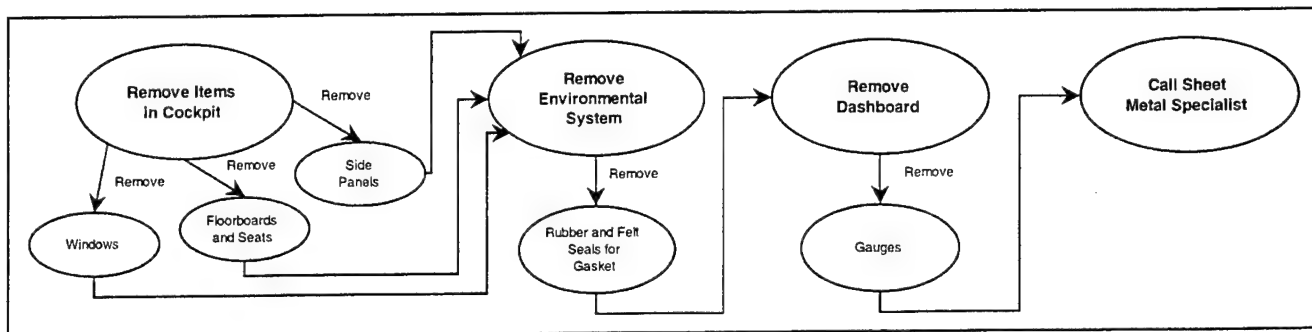 Remove Items
in Cockpit
Remove
Remove
Remove
Windows
Floorboards
and Seats
Side
Panels
Remove
Environmental
System
Remove
Rubber and Felt
Seals for
Gasket
Remove
Dashboard
Remove
Gauges
Call Sheet
Metal Specialist